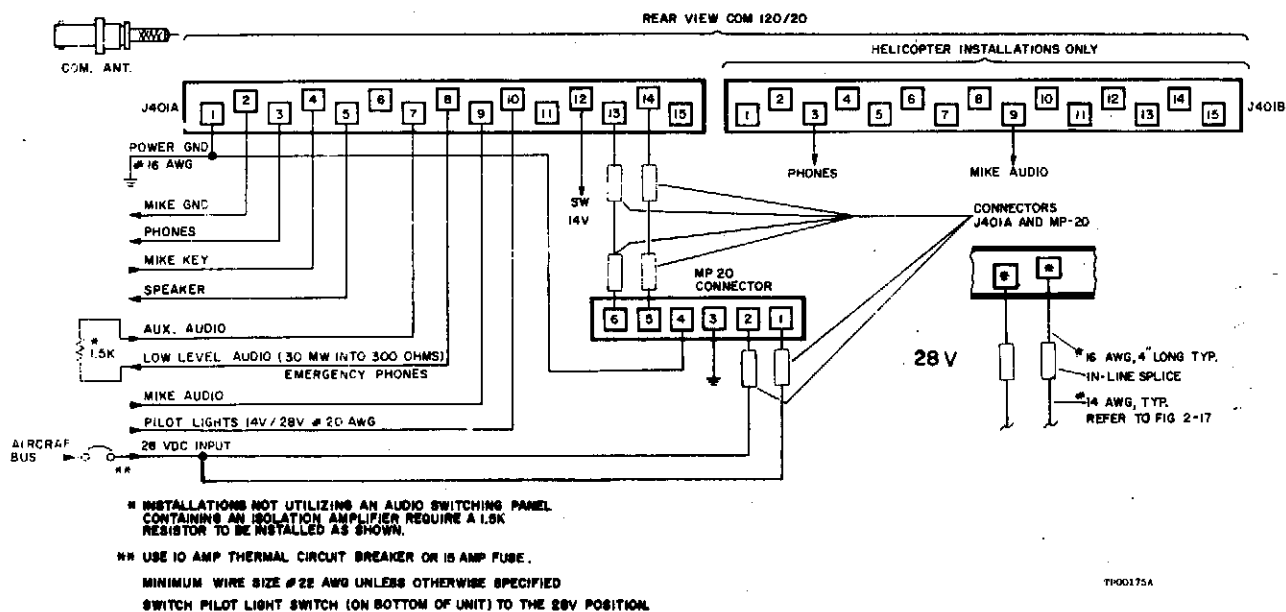 REAR VIEW COM 120/20
HELICOPTER INSTALLATIONS ONLY
COM. ANT.
J401A
1 2 3 4 5 6 7 8 9 10 11 12 13 14 15
1 2 3 4 5 6 7 8 9 10 11 12 13 14 15
J401B
POWER GND
# 16 AWG
MIKE GND
PHONES
MIKE KEY
SPEAKER
AUX. AUDIO
*
1.5K
LOW LEVEL AUDIO (30 MW INTO 300 OHMS)
EMERGENCY PHONES
MIKE AUDIO
PILOT LIGHTS 14V/28V # 20 AWG
AIRCRAF
BUS
**
28 VDC INPUT
SW
14V
PHONES
MIKE AUDIO
CONNECTORS
J401A AND MP-20
MP 20
CONNECTOR
6 5 4 3 2 1
* *
28 V
#16 AWG, 4" LONG TYP.
IN-LINE SPLICE
#14 AWG, TYP.
REFER TO FIG 2-17
* INSTALLATIONS NOT UTILIZING AN AUDIO SWITCHING PANEL
CONTAINING AN ISOLATION AMPLIFIER REQUIRE A 1.5K
RESISTOR TO BE INSTALLED AS SHOWN.
** USE 10 AMP THERMAL CIRCUIT BREAKER OR 15 AMP FUSE.
MINIMUM WIRE SIZE # 22 AWG UNLESS OTHERWISE SPECIFIED
SWITCH PILOT LIGHT SWITCH (ON BOTTOM OF UNIT) TO THE 28V POSITION.
TP00175A